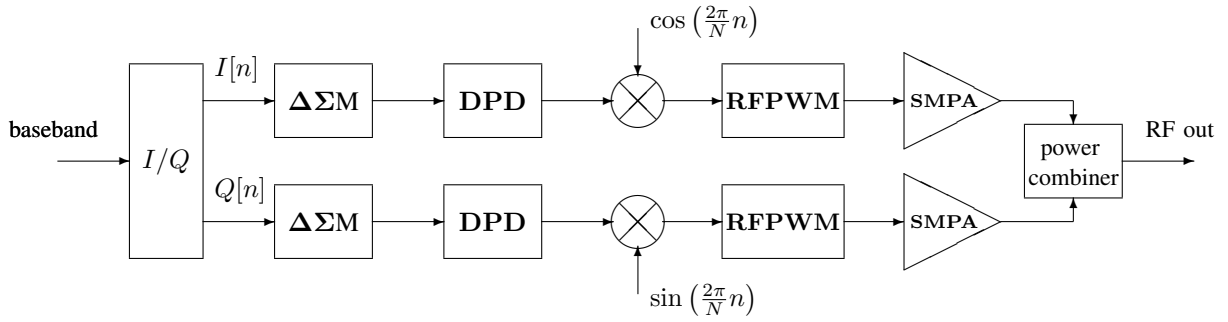 cos (2π/N n)
I[n]
ΔΣM
DPD
RFPWM
SMPA
baseband
I/Q
power
combiner
RF out
Q[n]
ΔΣM
DPD
RFPWM
SMPA
sin (2π/N n)